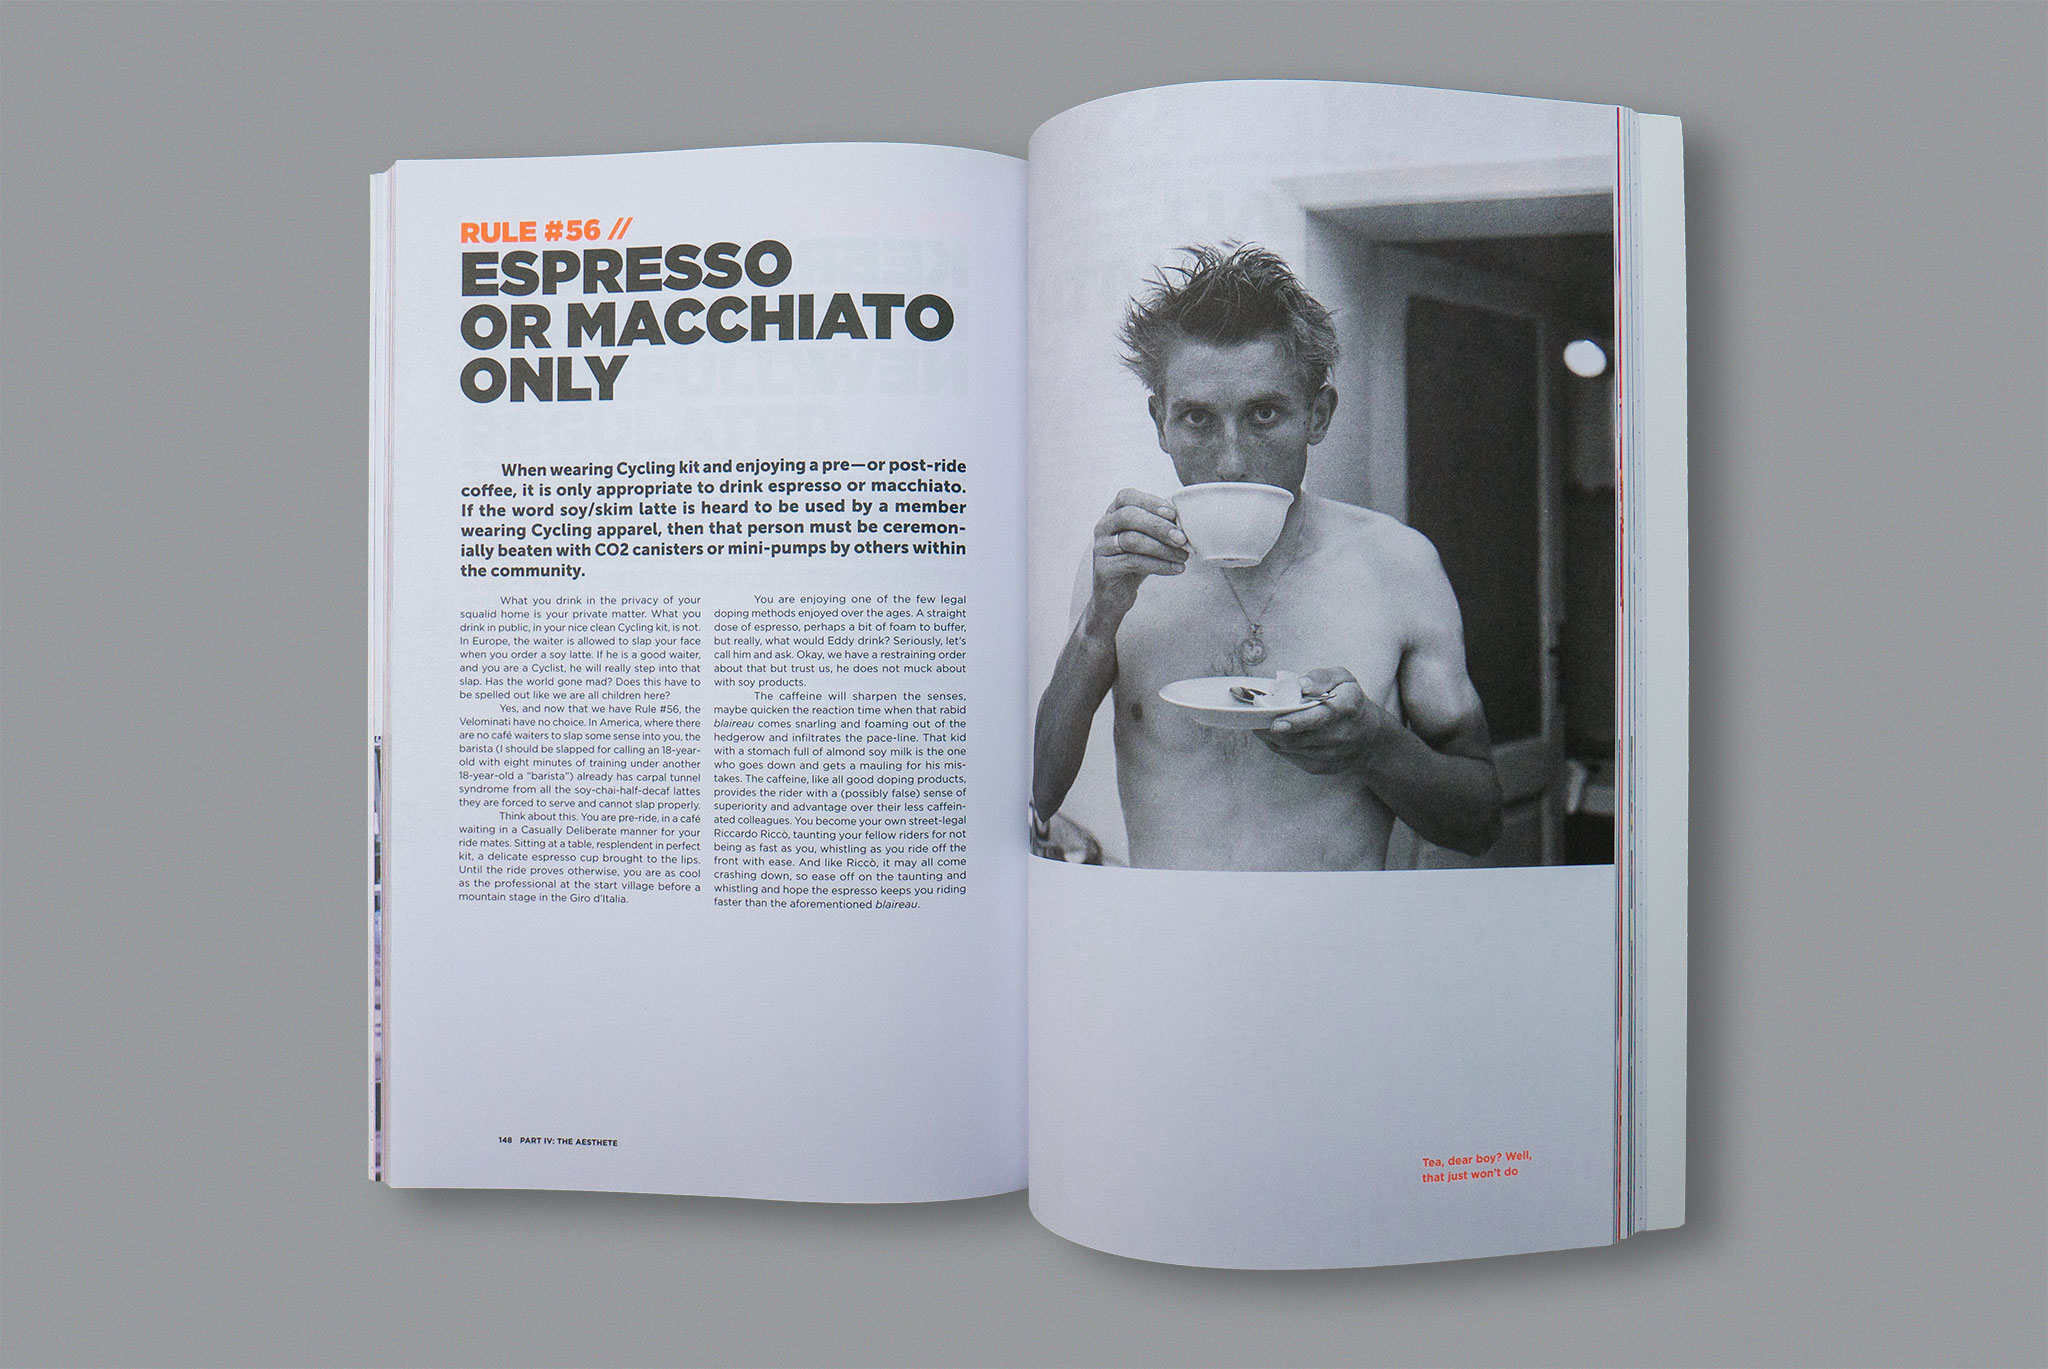 RULE #56 //
ESPRESSO
OR MACCHIATO
ONLY
When wearing Cycling kit and enjoying a pre—or post-ride
coffee, it is only appropriate to drink espresso or macchiato.
If the word soy/skim latte is heard to be used by a member
wearing Cycling apparel, then that person must be ceremon-
ially beaten with CO2 canisters or mini-pumps by others within
the community.
What you drink in the privacy of your
squalid home is your private matter. What you
drink in public, in your nice clean Cycling kit, is not.
In Europe, the waiter is allowed to slap your face
when you order a soy latte. If he is a good waiter,
and you are a Cyclist, he will really step into that
slap. Has the world gone mad? Does this have to
be spelled out like we are all children here?
Yes, and now that we have Rule #56, the
Velominati have no choice. In America, where there
are no café waiters to slap some sense into you, the
barista (I should be slapped for calling an 18-year-
old with eight minutes of training under another
18-year-old a “barista”) already has carpal tunnel
syndrome from all the soy-chai-half-decaf lattes
they are forced to serve and cannot slap properly.
Think about this. You are pre-ride, in a café
waiting in a Casually Deliberate manner for your
ride mates. Sitting at a table, resplendent in perfect
kit, a delicate espresso cup brought to the lips.
Until the ride proves otherwise, you are as cool
as the professional at the start village before a
mountain stage in the Giro d’Italia.
You are enjoying one of the few legal
doping methods enjoyed over the ages. A straight
dose of espresso, perhaps a bit of foam to buffer,
but really, what would Eddy drink? Seriously, let’s
call him and ask. Okay, we have a restraining order
about that but trust us, he does not muck about
with soy products.
The caffeine will sharpen the senses,
maybe quicken the reaction time when that rabid
blaireau comes snarling and foaming out of the
hedgerow and infiltrates the pace-line. That kid
with a stomach full of almond soy milk is the one
who goes down and gets a mauling for his mis-
takes. The caffeine, like all good doping products,
provides the rider with a (possibly false) sense of
superiority and advantage over their less caffein-
ated colleagues. You become your own street-legal
Riccardo Riccò, taunting your fellow riders for not
being as fast as you, whistling as you ride off the
front with ease. And like Riccò, it may all come
crashing down, so ease off on the taunting and
whistling and hope the espresso keeps you riding
faster than the aforementioned blaireau.
148 PART IV: THE AESTHETE
Tea, dear boy? Well,
that just won’t do